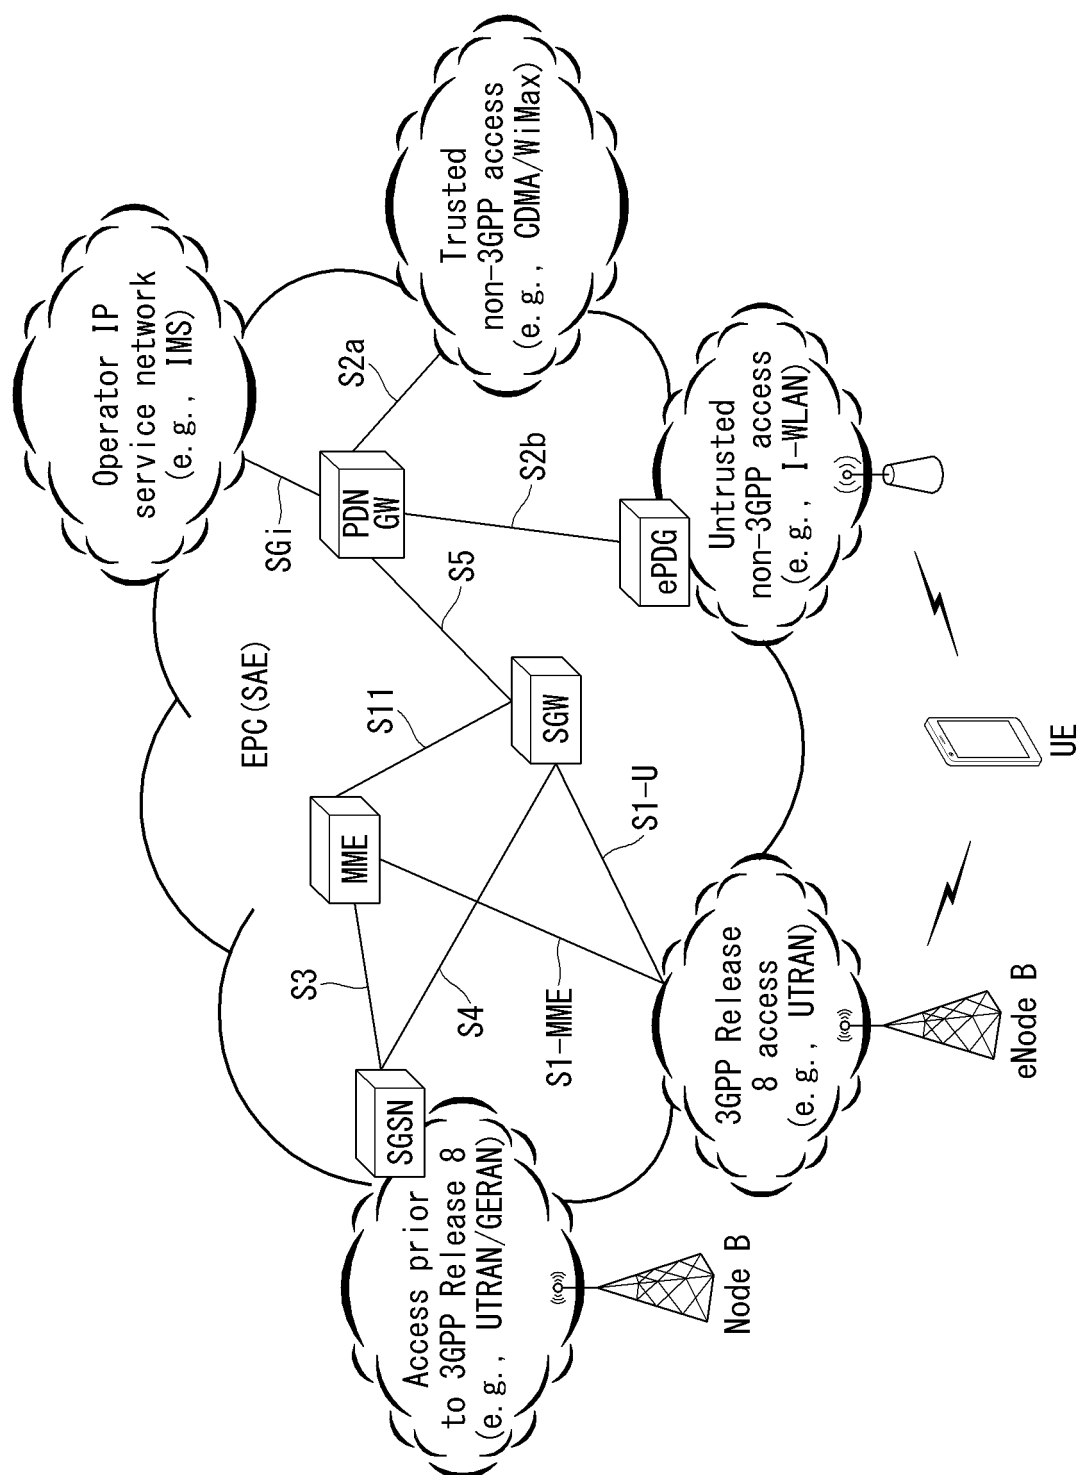 Operator IP
service network
(e.g., IMS)
EPC(SAE)
SGi
S2a
Trusted
non-3GPP access
(e.g., CDMA/WiMax)
PDN
GW
S11
S5
S2b
MME
S3
SGSN
SGW
ePDG
S4
S1-MME
S1-U
Access prior
to 3GPP Release 8
(e.g., UTRAN/GERAN)
3GPP Release
8 access
(e.g., UTRAN)
Untrusted
non-3GPP access
(e.g., I-WLAN)
Node B
eNode B
UE